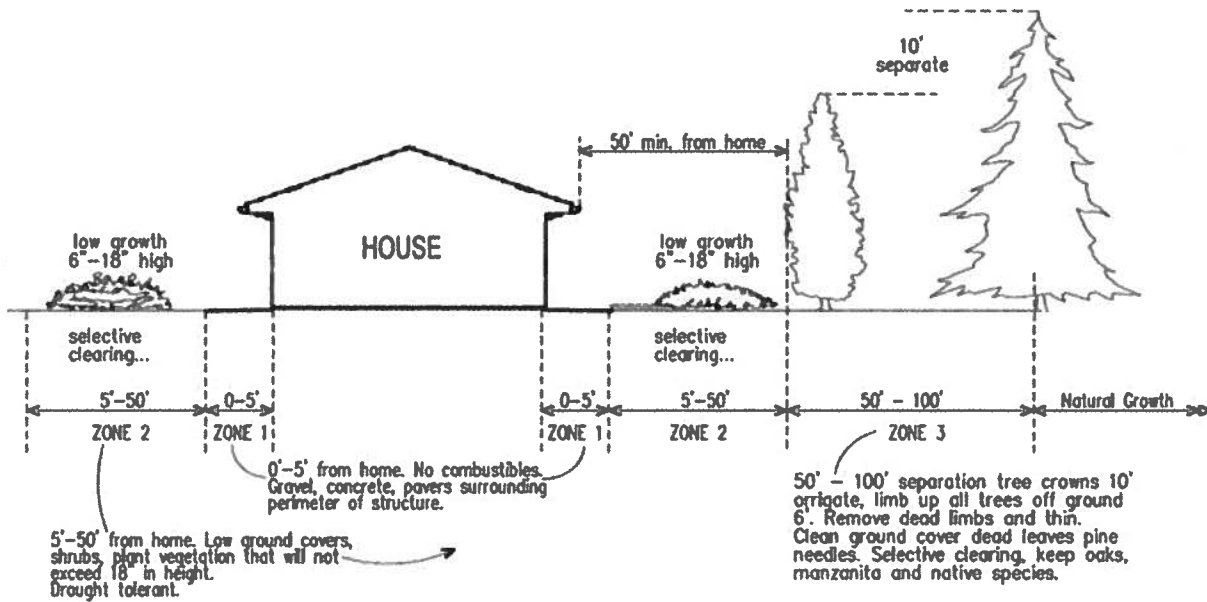 10'
separate
50' min. from home
low growth
6"-18" high
HOUSE
low growth
6"-18" high
selective
clearing...
selective
clearing...
5'-50'
0-5'
0-5'
5'-50'
50' - 100'
Natural Growth
ZONE 2
ZONE 1
ZONE 1
ZONE 2
ZONE 3
0'-5' from home. No combustibles.
Gravel, concrete, pavers surrounding
perimeter of structure.
5'-50' from home. Low ground covers,
shrubs, plant vegetation that will not
exceed 18" in height.
Drought tolerant.
50' - 100' separation tree crowns 10'
orrigate, limb up all trees off ground
6'. Remove dead limbs and thin.
Clean ground cover dead leaves pine
needles. Selective clearing, keep oaks,
manzanita and native species.